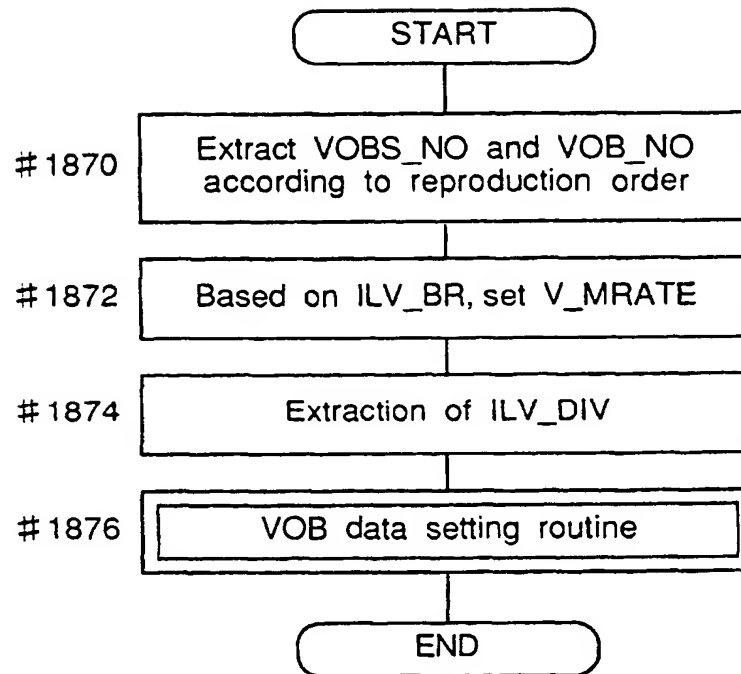 START
#1870
Extract VOBS_NO and VOB_NO
according to reproduction order
#1872
Based on ILV_BR, set V_MRATE
#1874
Extraction of ILV_DIV
#1876
VOB data setting routine
END